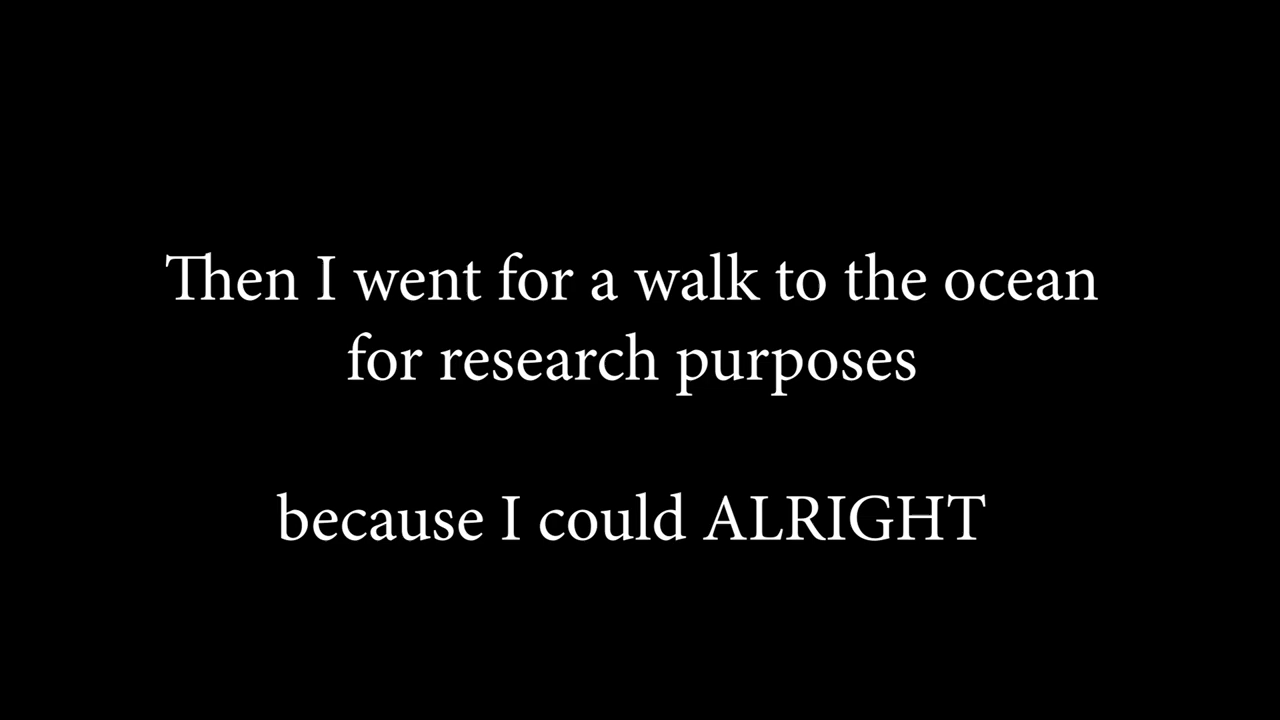 Then I went for a walk to the ocean
for research purposes
because I could ALRIGHT